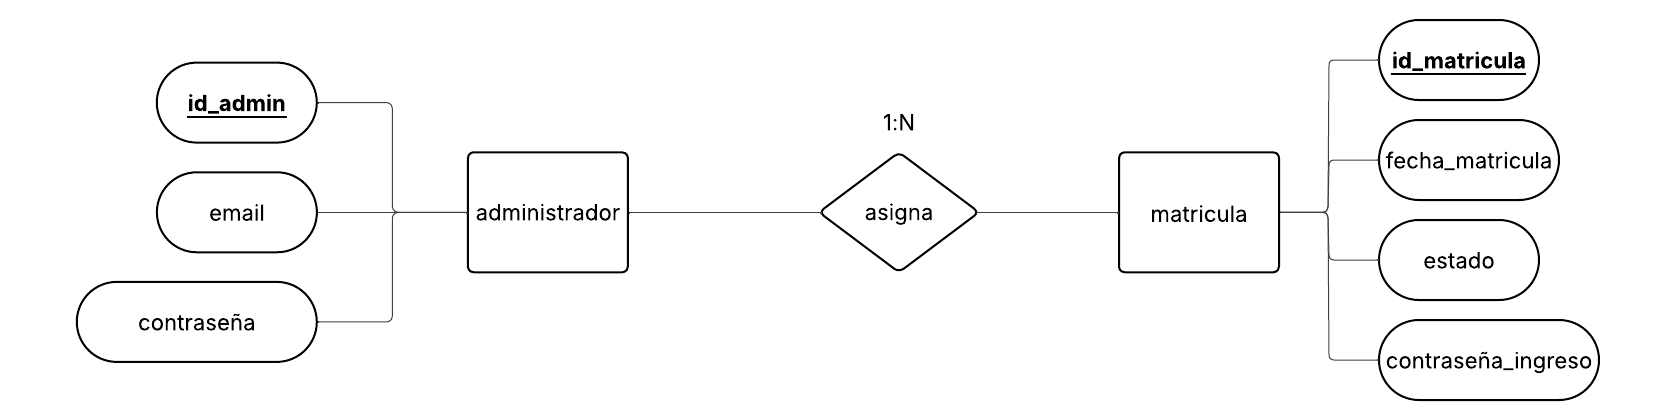 id_admin
email
contraseña
administrador
1:N
asigna
matricula
id_matricula
fecha_matricula
estado
contraseña_ingreso